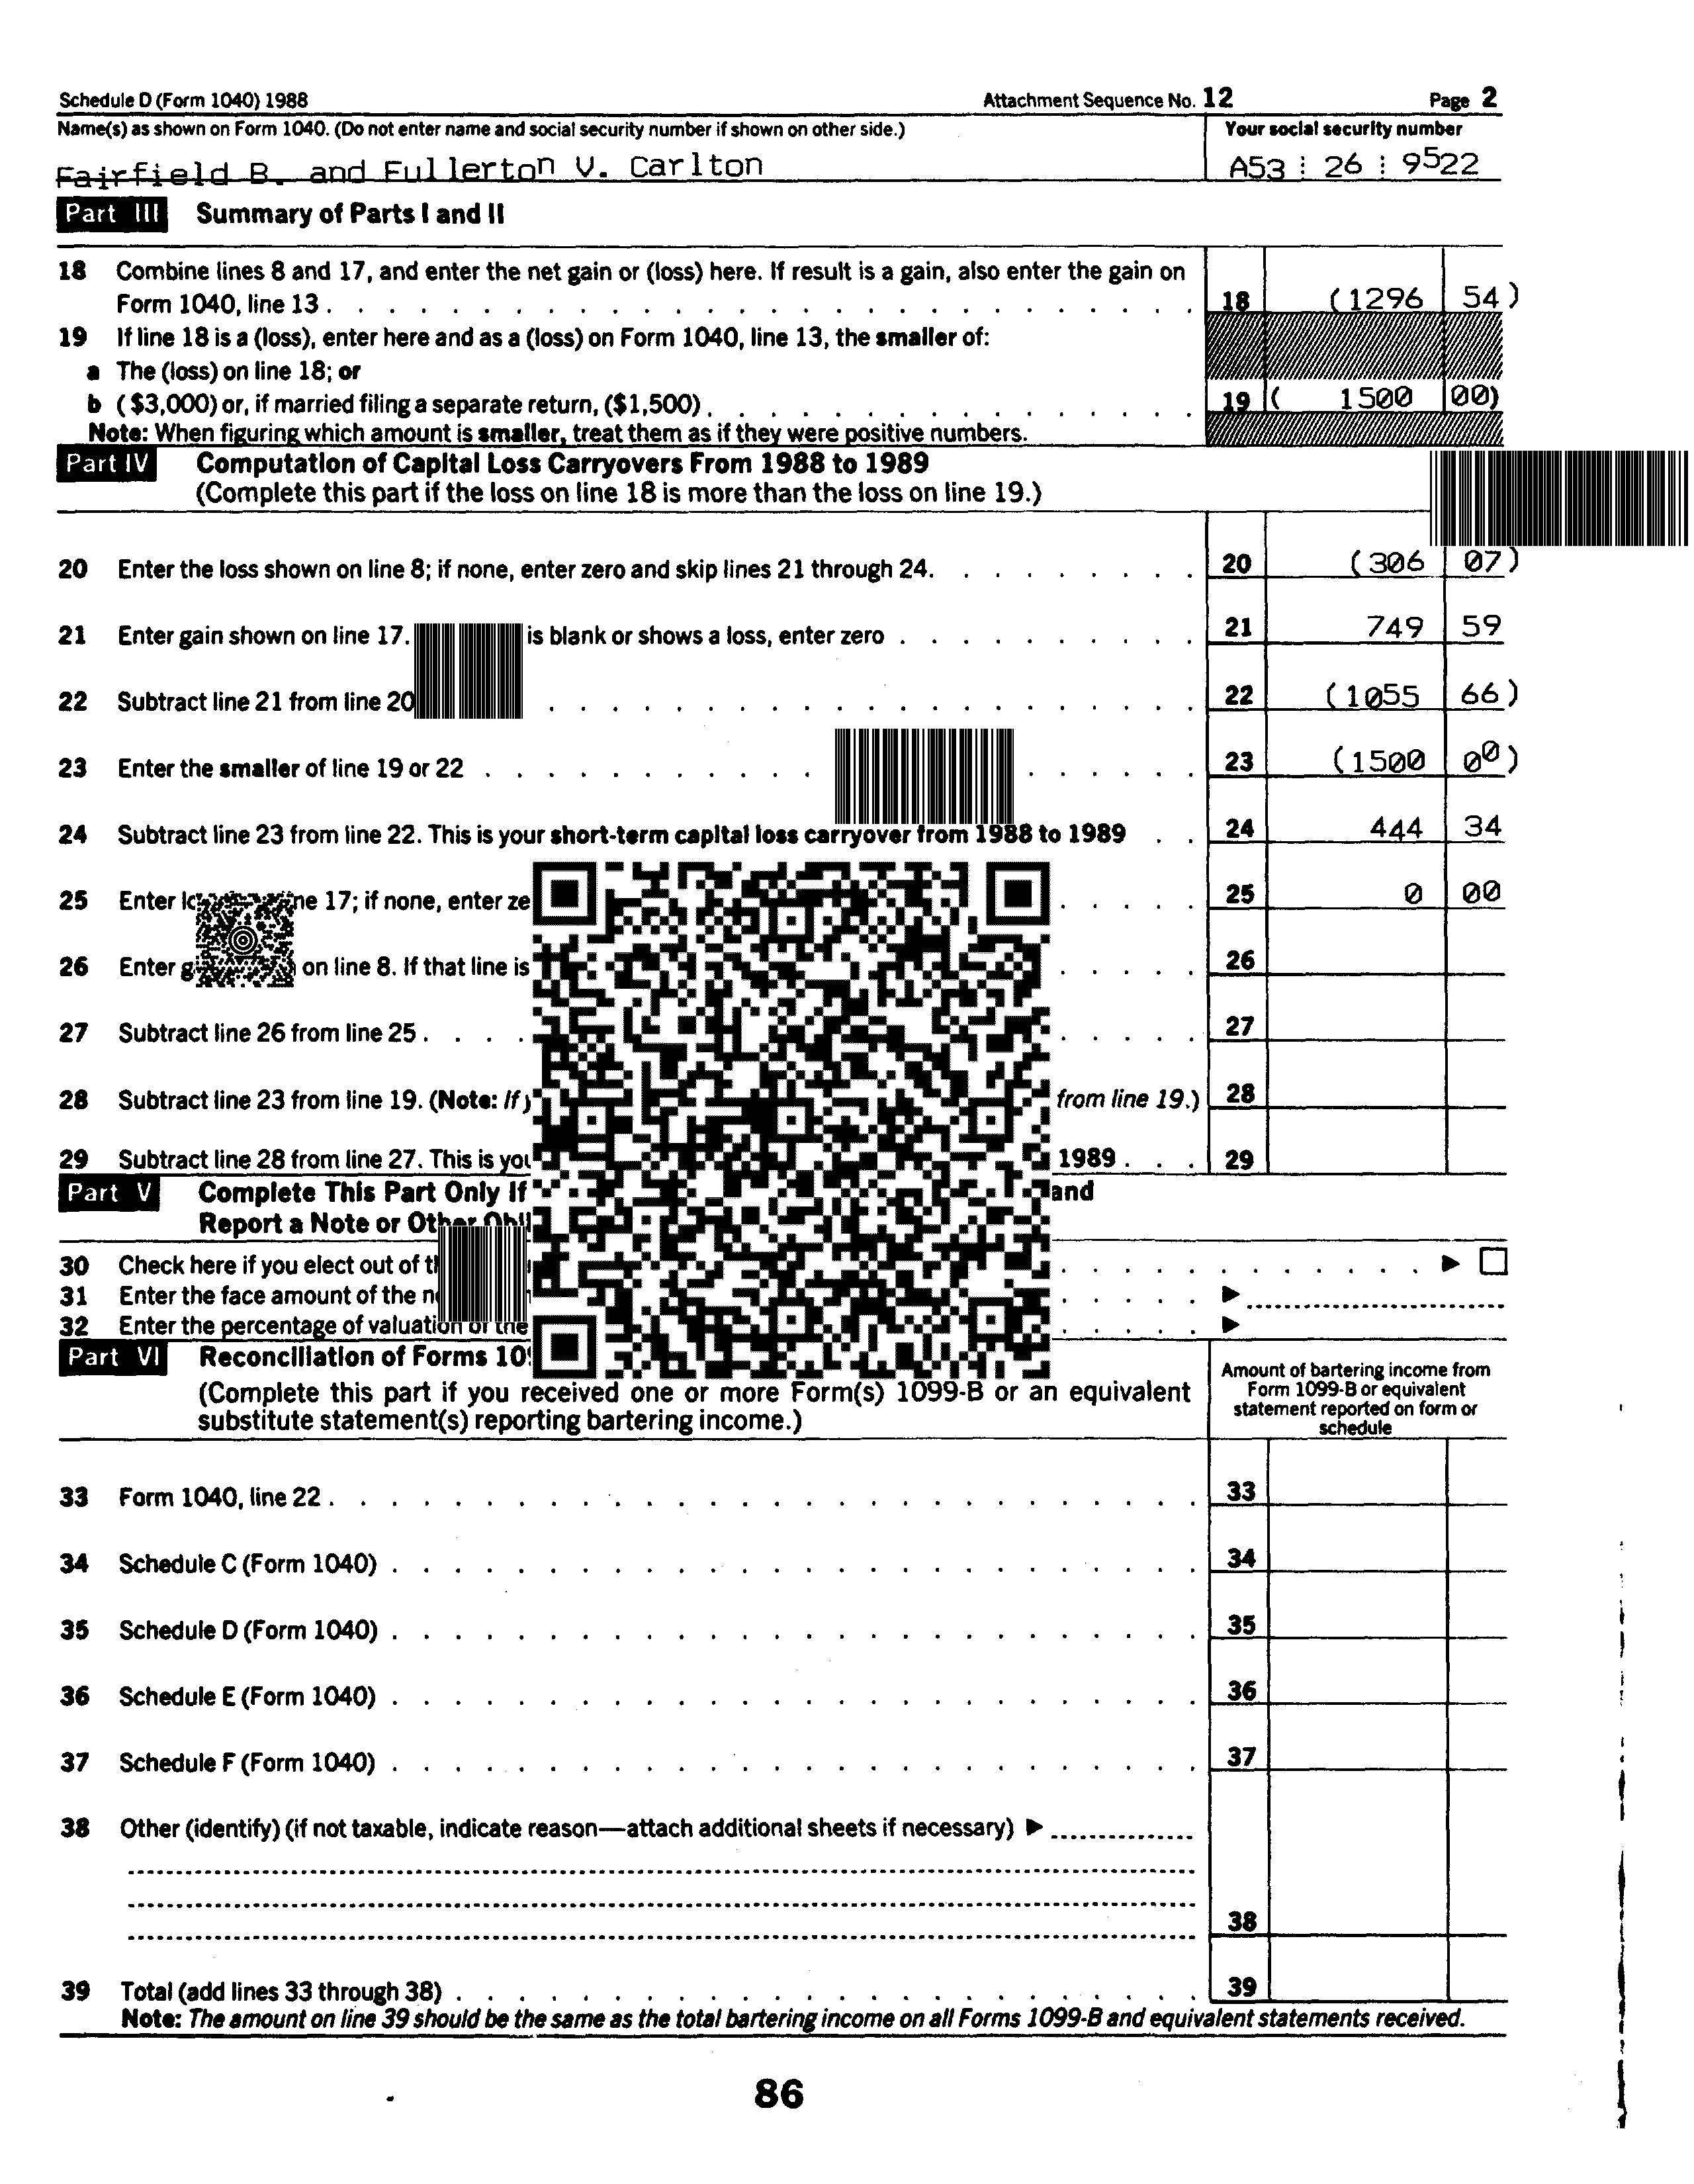 Schedule D (Form 1040) 1988 Attachment Sequence No. 12 Page 2
Name(s) as shown on Form 1040. (Do not enter name and social security number if shown on other side.) Your social security number
Fairfield B. and Fullerton V. Carlton A53 26 9522
Part III Summary of Parts I and II
18 Combine lines 8 and 17, and enter the net gain or (loss) here. If result is a gain, also enter the gain on
Form 1040, line 13 . 18 (1296 54)
19 If line 18 is a (loss), enter here and as a (loss) on Form 1040, line 13, the smaller of:
a The (loss) on line 18; or
b ($3,000) or, if married filing a separate return, ($1,500) . 19 ( 1500 00)
Note: When figuring which amount is smaller, treat them as if they were positive numbers.
Part IV Computation of Capital Loss Carryovers From 1988 to 1989
(Complete this part if the loss on line 18 is more than the loss on line 19.)
20 Enter the loss shown on line 8; if none, enter zero and skip lines 21 through 24. 20 (306 07)
21 Enter gain shown on line 17. is blank or shows a loss, enter zero . 21 749 59
22 Subtract line 21 from line 20 22 (1055 66)
23 Enter the smaller of line 19 or 22 . 23 (1500 00)
24 Subtract line 23 from line 22. This is your short-term capital loss carryover from 1988 to 1989 . 24 444 34
25 Enter ne 17; if none, enter ze 25 0 00
26 Enter g on line 8. If that line is 26
27 Subtract line 26 from line 25 . 27
28 Subtract line 23 from line 19. (Note: If y from line 19.) 28
29 Subtract line 28 from line 27. This is you 1989 . 29
Part V Complete This Part Only If and
Report a Note or Other Obli
30 Check here if you elect out of t
31 Enter the face amount of the n
32 Enter the percentage of valuation of the
Part VI Reconciliation of Forms 10
(Complete this part if you received one or more Form(s) 1099-B or an equivalent
substitute statement(s) reporting bartering income.)
Amount of bartering income from
Form 1099-B or equivalent
statement reported on form or
schedule
33 Form 1040, line 22 . 33
34 Schedule C (Form 1040) . 34
35 Schedule D (Form 1040) . 35
36 Schedule E (Form 1040) . 36
37 Schedule F (Form 1040) . 37
38 Other (identify) (if not taxable, indicate reason—attach additional sheets if necessary) ▶
38
39 Total (add lines 33 through 38) . 39
Note: The amount on line 39 should be the same as the total bartering income on all Forms 1099-B and equivalent statements received.
86